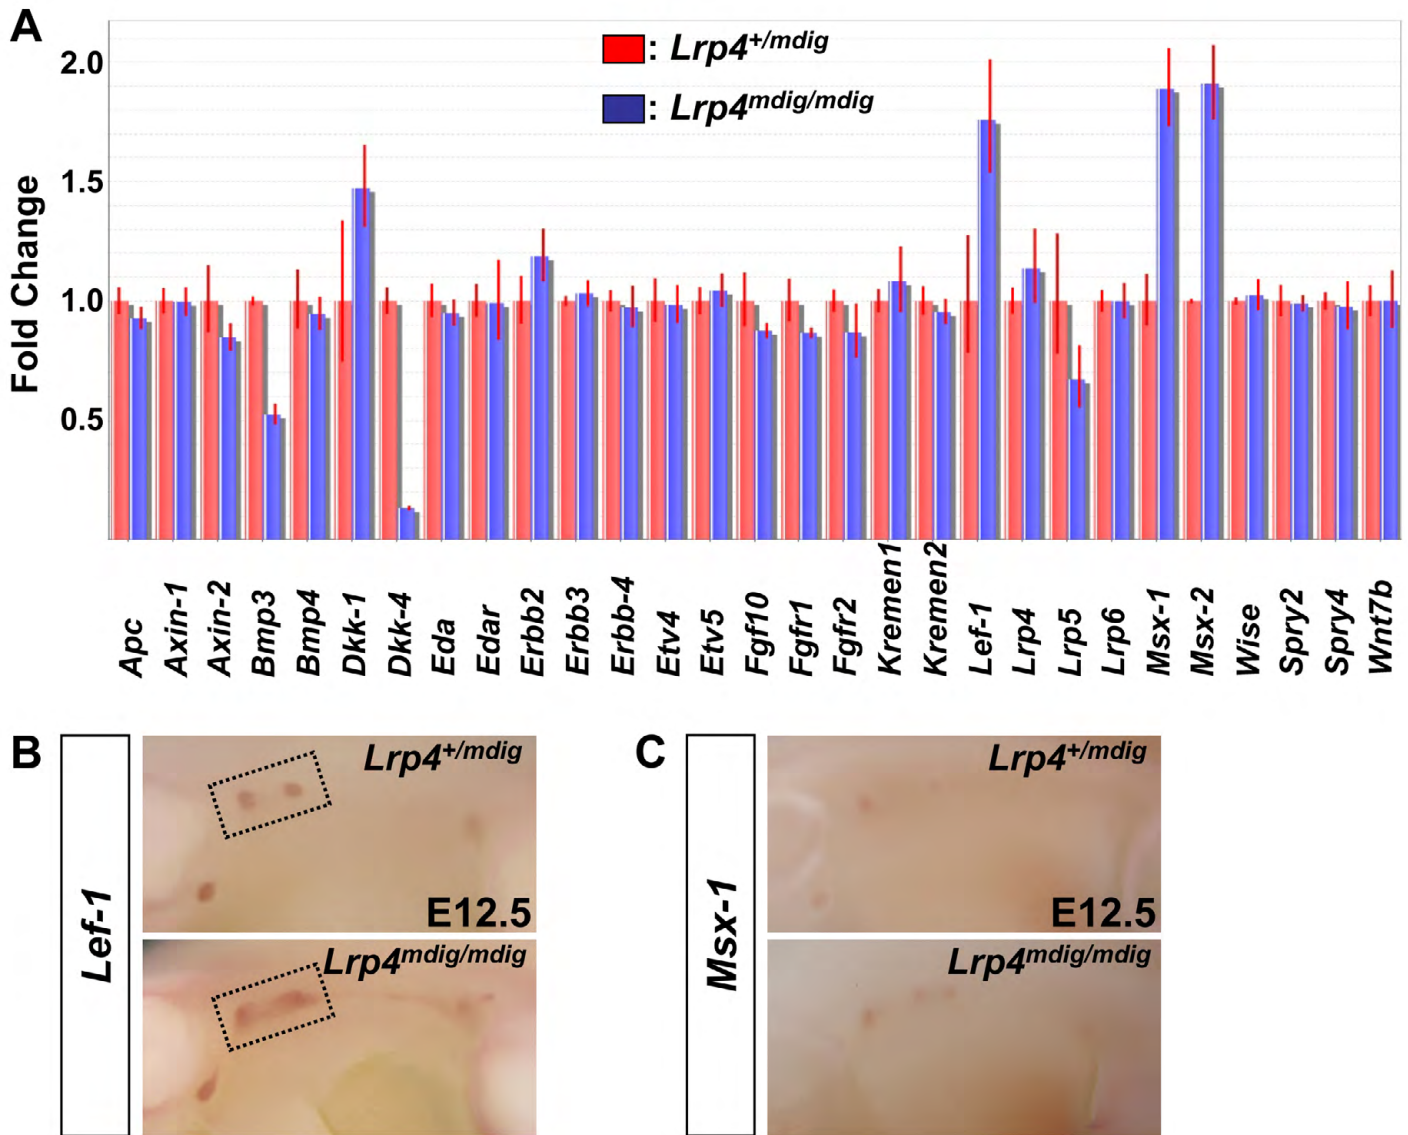 A
Fold Change
2.0
1.5
1.0
0.5
: Lrp4+/mdig
: Lrp4mdig/mdig
Apc
Axin-1
Axin-2
Bmp3
Bmp4
Dkk-1
Dkk-4
Eda
Edar
Erbb2
Erbb3
Erbb-4
Etv4
Etv5
Fgf10
Fgfr1
Fgfr2
Kremen1
Kremen2
Lef-1
Lrp4
Lrp5
Lrp6
Msx-1
Msx-2
Wise
Spry2
Spry4
Wnt7b
B
Lef-1
Lrp4+/mdig
E12.5
Lrp4mdig/mdig
C
Msx-1
Lrp4+/mdig
E12.5
Lrp4mdig/mdig